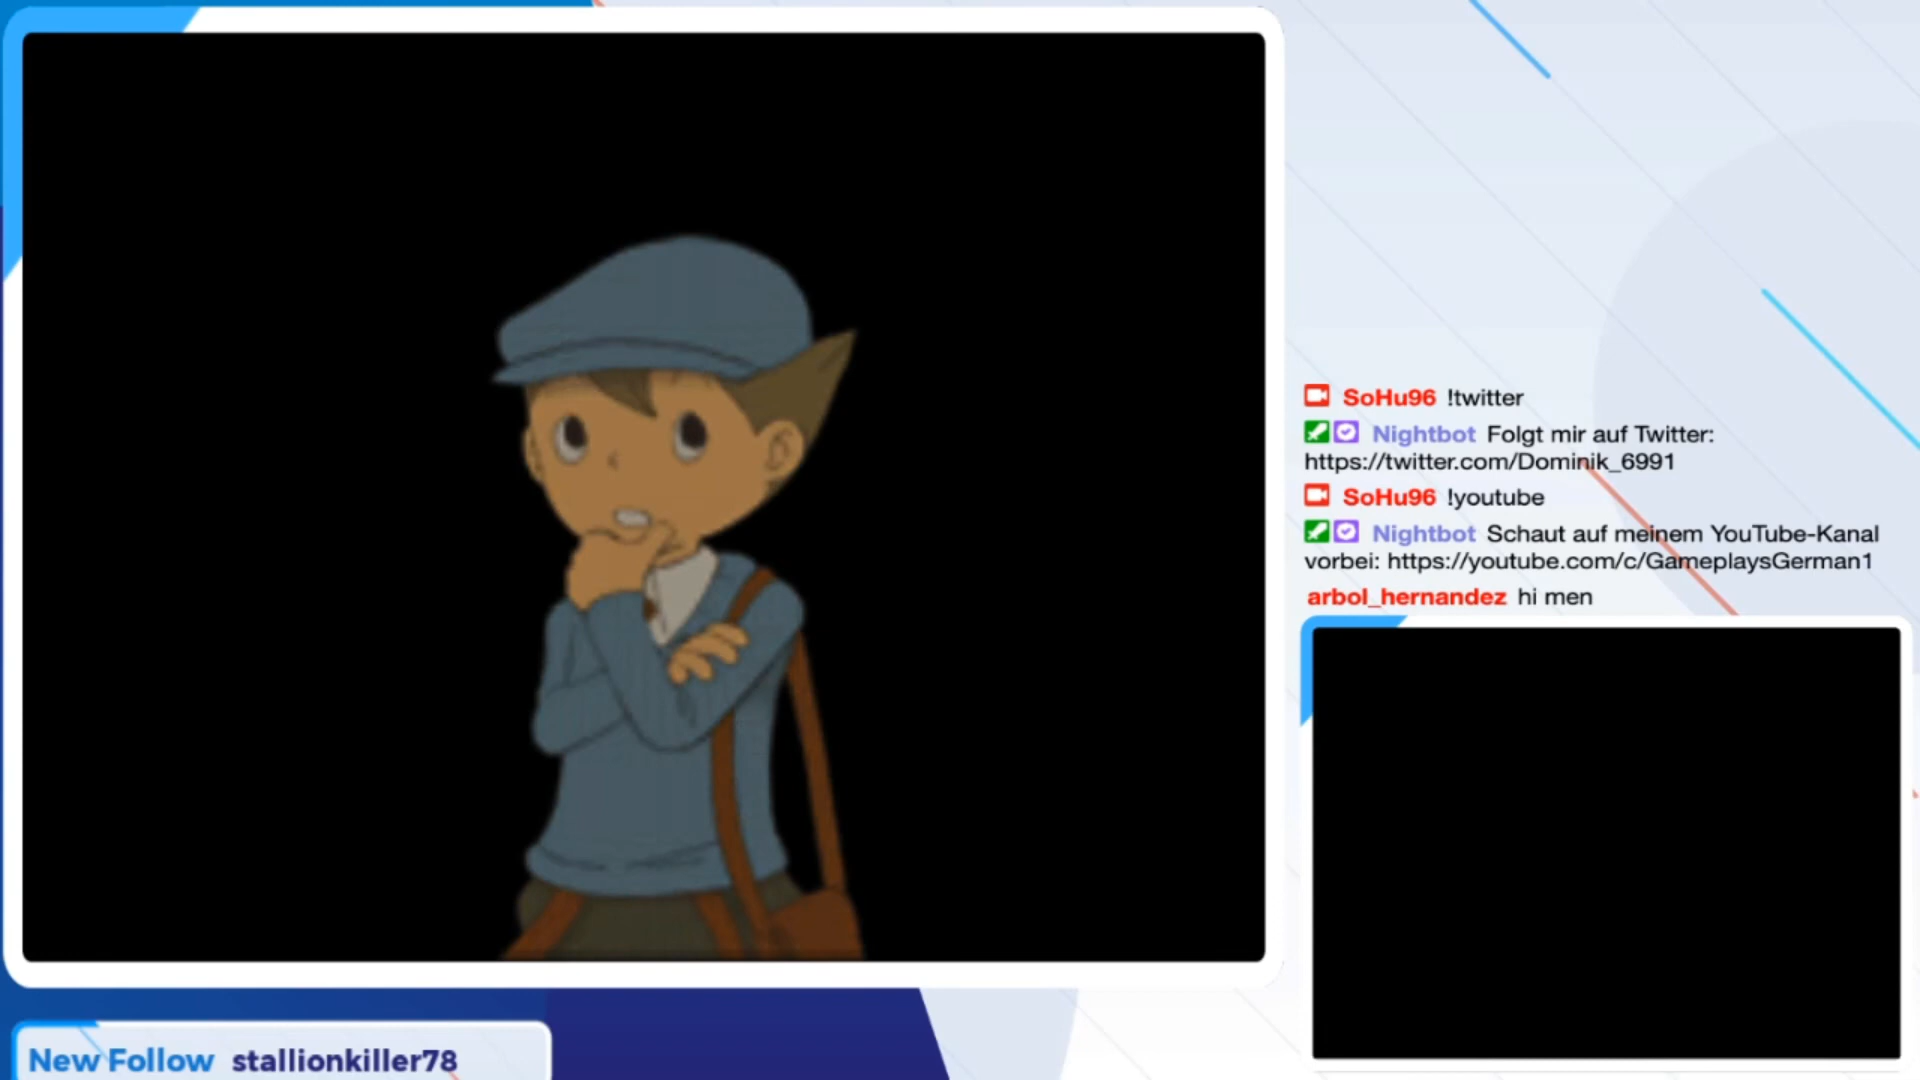 SoHu96 !twitter
Nightbot Folgt mir auf Twitter:
https://twitter.com/Dominik_6991
SoHu96 !youtube
Nightbot Schaut auf meinem YouTube-Kanal
vorbei: https://youtube.com/c/GameplaysGerman1
arbol_hernandez hi men
New Follow stallionkiller78